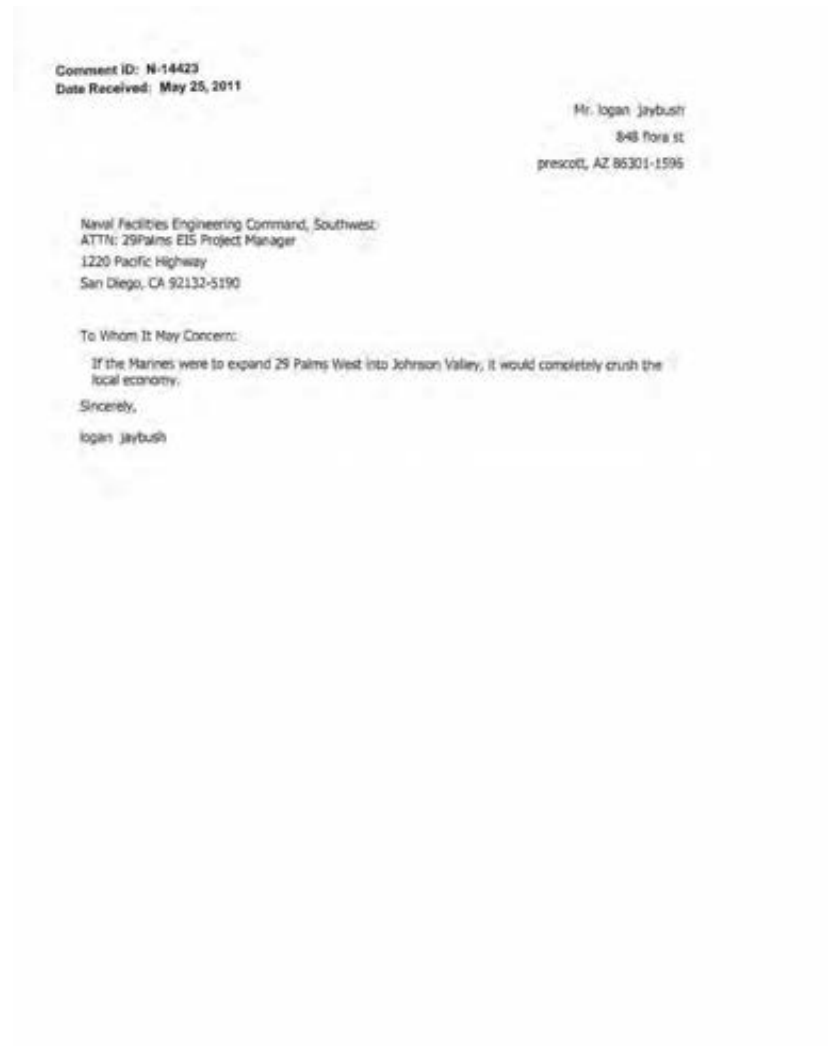 Comment ID: N-14423
Date Received: May 25, 2011
Mr. logan jaybush
848 flora st
prescott, AZ 86301-1596
Naval Facilities Engineering Command, Southwest
ATTN: 29Palms EIS Project Manager
1220 Pacific Highway
San Diego, CA 92132-5190
To Whom It May Concern:
If the Marines were to expand 29 Palms West into Johnson Valley, it would completely crush the
local economy.
Sincerely,
logan jaybush